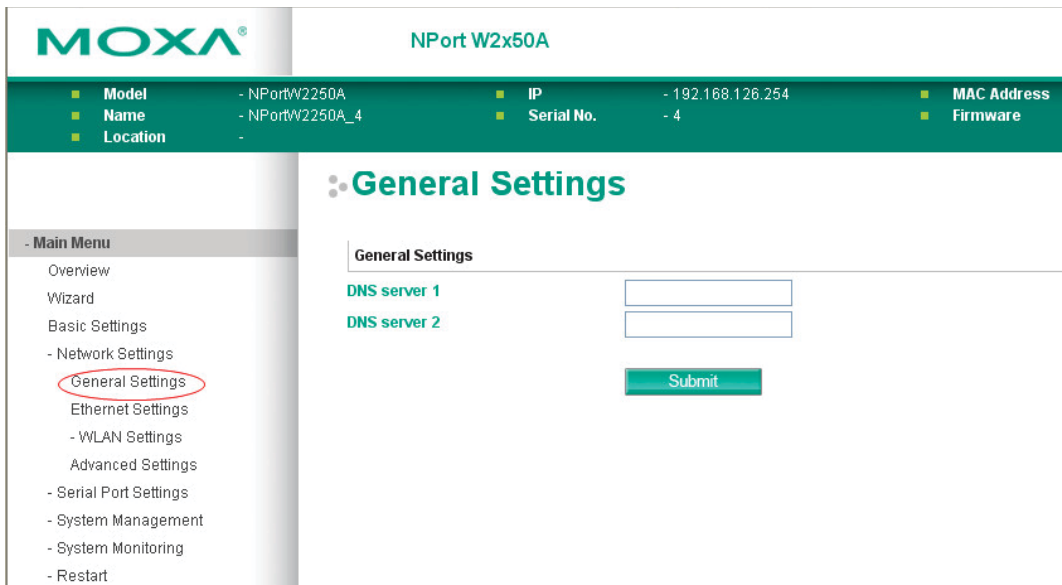 MOXA®
NPort W2x50A
Model - NPortW2250A IP - 192.168.126.254 MAC Address
Name - NPortW2250A_4 Serial No. - 4 Firmware
Location -
General Settings
- Main Menu
Overview
Wizard
Basic Settings
- Network Settings
General Settings
Ethernet Settings
- WLAN Settings
Advanced Settings
- Serial Port Settings
- System Management
- System Monitoring
- Restart
General Settings
DNS server 1
DNS server 2
Submit